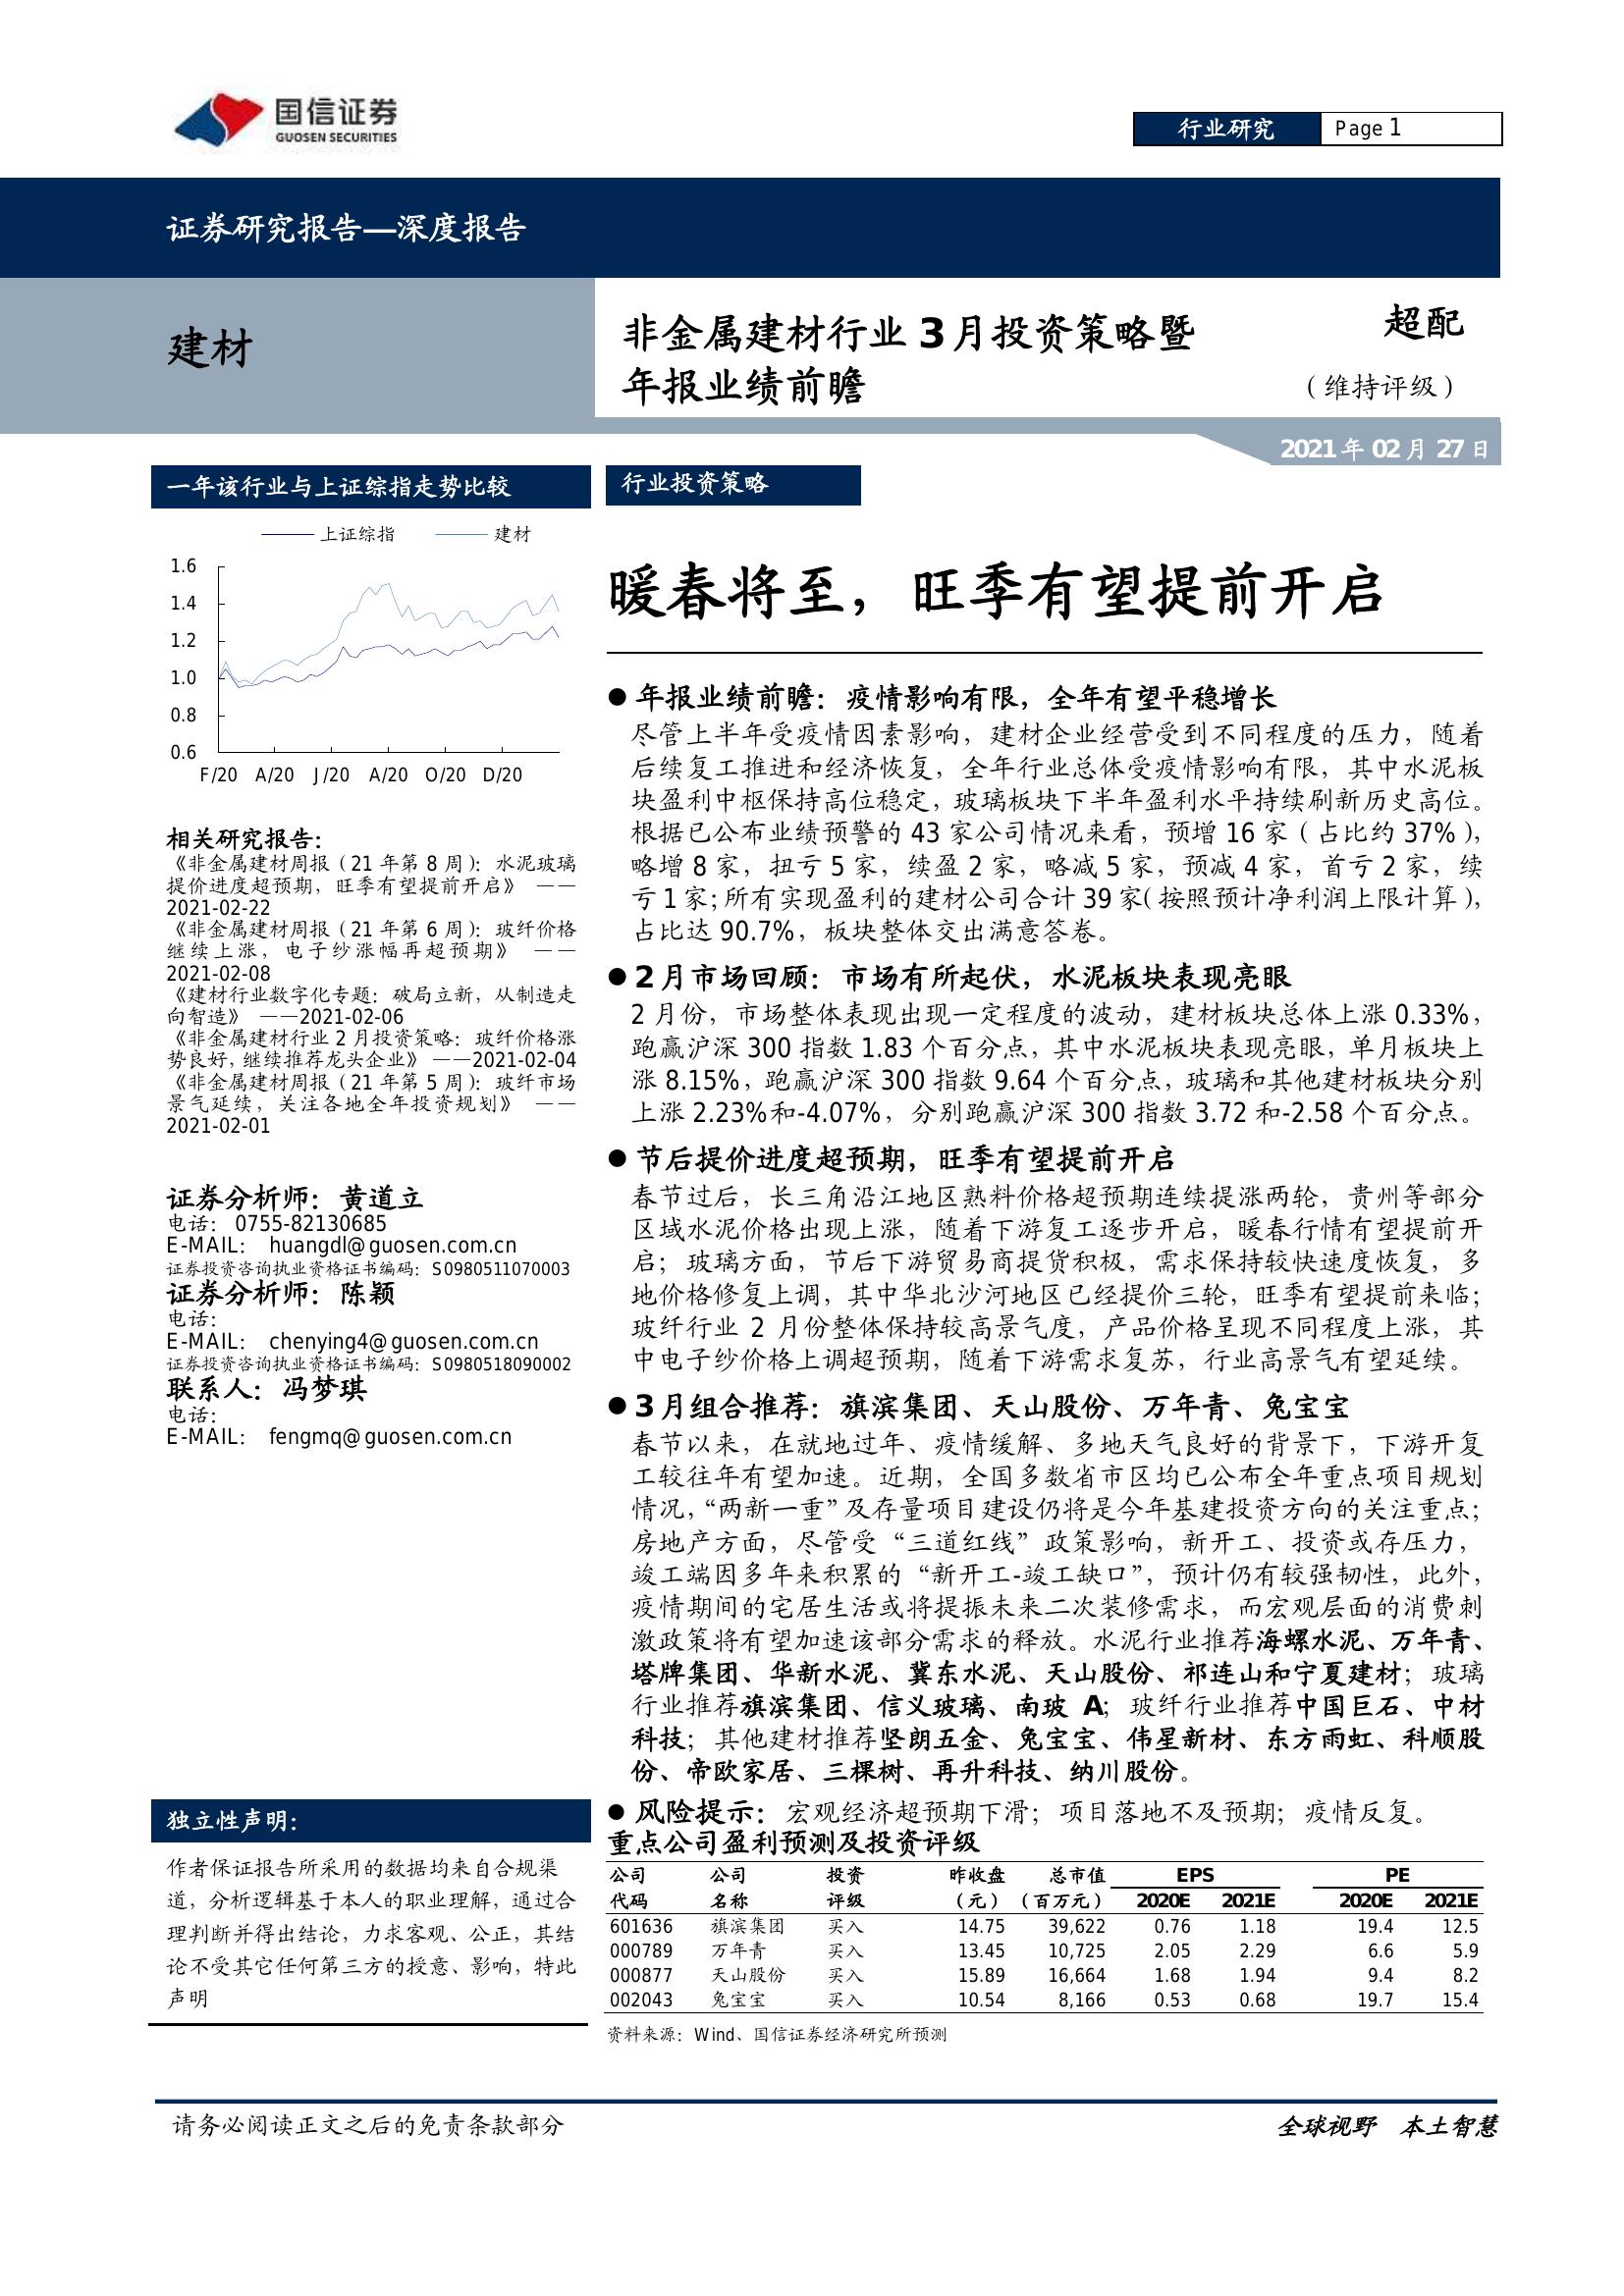 国信证券
GUOSEN SECURITIES
行业研究
Page 1
证券研究报告—深度报告
建材
非金属建材行业 3 月投资策略暨
年报业绩前瞻
超配
（维持评级）
2021 年 02 月 27 日
一年该行业与上证综指走势比较
上证综指 建材
1.6
1.4
1.2
1.0
0.8
0.6
F/20 A/20 J/20 A/20 O/20 D/20
相关研究报告：
《非金属建材周报（21 年第 8 周）：水泥玻璃
提价进度超预期，旺季有望提前开启》 ——
2021-02-22
《非金属建材周报（21 年第 6 周）：玻纤价格
继续上涨，电子纱涨幅再超预期》 ——
2021-02-08
《建材行业数字化专题：破局立新，从制造走
向智造》 ——2021-02-06
《非金属建材行业 2 月投资策略：玻纤价格涨
势良好，继续推荐龙头企业》 ——2021-02-04
《非金属建材周报（21 年第 5 周）：玻纤市场
景气延续，关注各地全年投资规划》 ——
2021-02-01
证券分析师：黄道立
电话： 0755-82130685
E-MAIL： huangdl@guosen.com.cn
证券投资咨询执业资格证书编码：S0980511070003
证券分析师：陈颖
电话：
E-MAIL： chenying4@guosen.com.cn
证券投资咨询执业资格证书编码：S0980518090002
联系人：冯梦琪
电话：
E-MAIL： fengmq@guosen.com.cn
独立性声明：
作者保证报告所采用的数据均来自合规渠
道，分析逻辑基于本人的职业理解，通过合
理判断并得出结论，力求客观、公正，其结
论不受其它任何第三方的授意、影响，特此
声明
行业投资策略
暖春将至，旺季有望提前开启
● 年报业绩前瞻：疫情影响有限，全年有望平稳增长
尽管上半年受疫情因素影响，建材企业经营受到不同程度的压力，随着
后续复工推进和经济恢复，全年行业总体受疫情影响有限，其中水泥板
块盈利中枢保持高位稳定，玻璃板块下半年盈利水平持续刷新历史高位。
根据已公布业绩预警的 43 家公司情况来看，预增 16 家（占比约 37%），
略增 8 家，扭亏 5 家，续盈 2 家，略减 5 家，预减 4 家，首亏 2 家，续
亏 1 家；所有实现盈利的建材公司合计 39 家（按照预计净利润上限计算），
占比达 90.7%，板块整体交出满意答卷。
● 2 月市场回顾：市场有所起伏，水泥板块表现亮眼
2 月份，市场整体表现出现一定程度的波动，建材板块总体上涨 0.33%，
跑赢沪深 300 指数 1.83 个百分点，其中水泥板块表现亮眼，单月板块上
涨 8.15%，跑赢沪深 300 指数 9.64 个百分点，玻璃和其他建材板块分别
上涨 2.23%和-4.07%，分别跑赢沪深 300 指数 3.72 和-2.58 个百分点。
● 节后提价进度超预期，旺季有望提前开启
春节过后，长三角沿江地区熟料价格超预期连续提涨两轮，贵州等部分
区域水泥价格出现上涨，随着下游复工逐步开启，暖春行情有望提前开
启；玻璃方面，节后下游贸易商提货积极，需求保持较快速度恢复，多
地价格修复上调，其中华北沙河地区已经提价三轮，旺季有望提前来临；
玻纤行业 2 月份整体保持较高景气度，产品价格呈现不同程度上涨，其
中电子纱价格上调超预期，随着下游需求复苏，行业高景气有望延续。
● 3 月组合推荐：旗滨集团、天山股份、万年青、兔宝宝
春节以来，在就地过年、疫情缓解、多地天气良好的背景下，下游开复
工较往年有望加速。近期，全国多数省市区均已公布全年重点项目规划
情况，“两新一重”及存量项目建设仍将是今年基建投资方向的关注重点；
房地产方面，尽管受“三道红线”政策影响，新开工、投资或存压力，
竣工端因多年来积累的“新开工-竣工缺口”，预计仍有较强韧性，此外，
疫情期间的宅居生活或将提振未来二次装修需求，而宏观层面的消费刺
激政策将有望加速该部分需求的释放。水泥行业推荐海螺水泥、万年青、
塔牌集团、华新水泥、冀东水泥、天山股份、祁连山和宁夏建材；玻璃
行业推荐旗滨集团、信义玻璃、南玻 A；玻纤行业推荐中国巨石、中材
科技；其他建材推荐坚朗五金、兔宝宝、伟星新材、东方雨虹、科顺股
份、帝欧家居、三棵树、再升科技、纳川股份。
● 风险提示：宏观经济超预期下滑；项目落地不及预期；疫情反复。
重点公司盈利预测及投资评级
公司 公司 投资 昨收盘 总市值 EPS PE
代码 名称 评级 （元） （百万元） 2020E 2021E 2020E 2021E
601636 旗滨集团 买入 14.75 39,622 0.76 1.18 19.4 12.5
000789 万年青 买入 13.45 10,725 2.05 2.29 6.6 5.9
000877 天山股份 买入 15.89 16,664 1.68 1.94 9.4 8.2
002043 兔宝宝 买入 10.54 8,166 0.53 0.68 19.7 15.4
资料来源：Wind、国信证券经济研究所预测
请务必阅读正文之后的免责条款部分
全球视野 本土智慧